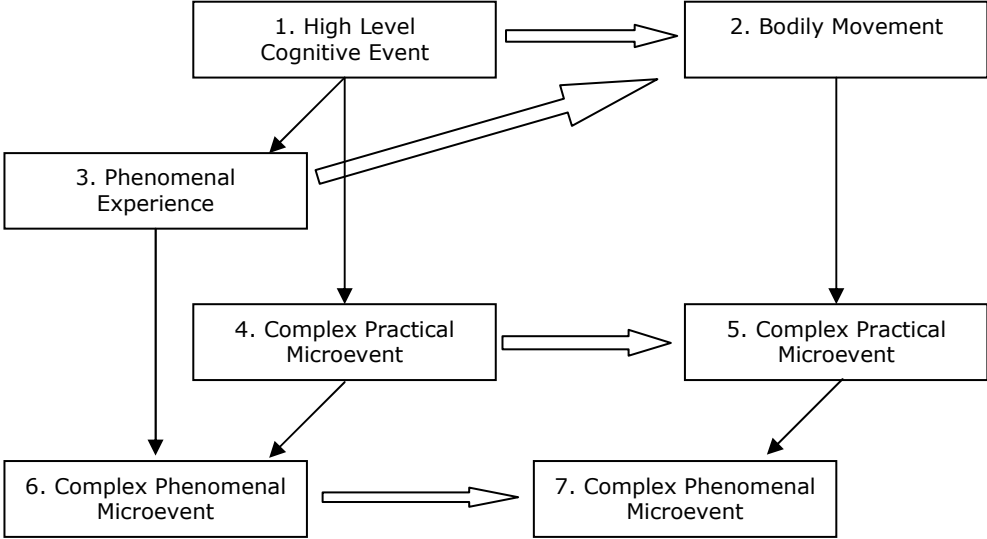 1. High Level
Cognitive Event
2. Bodily Movement
3. Phenomenal
Experience
4. Complex Practical
Microevent
5. Complex Practical
Microevent
6. Complex Phenomenal
Microevent
7. Complex Phenomenal
Microevent